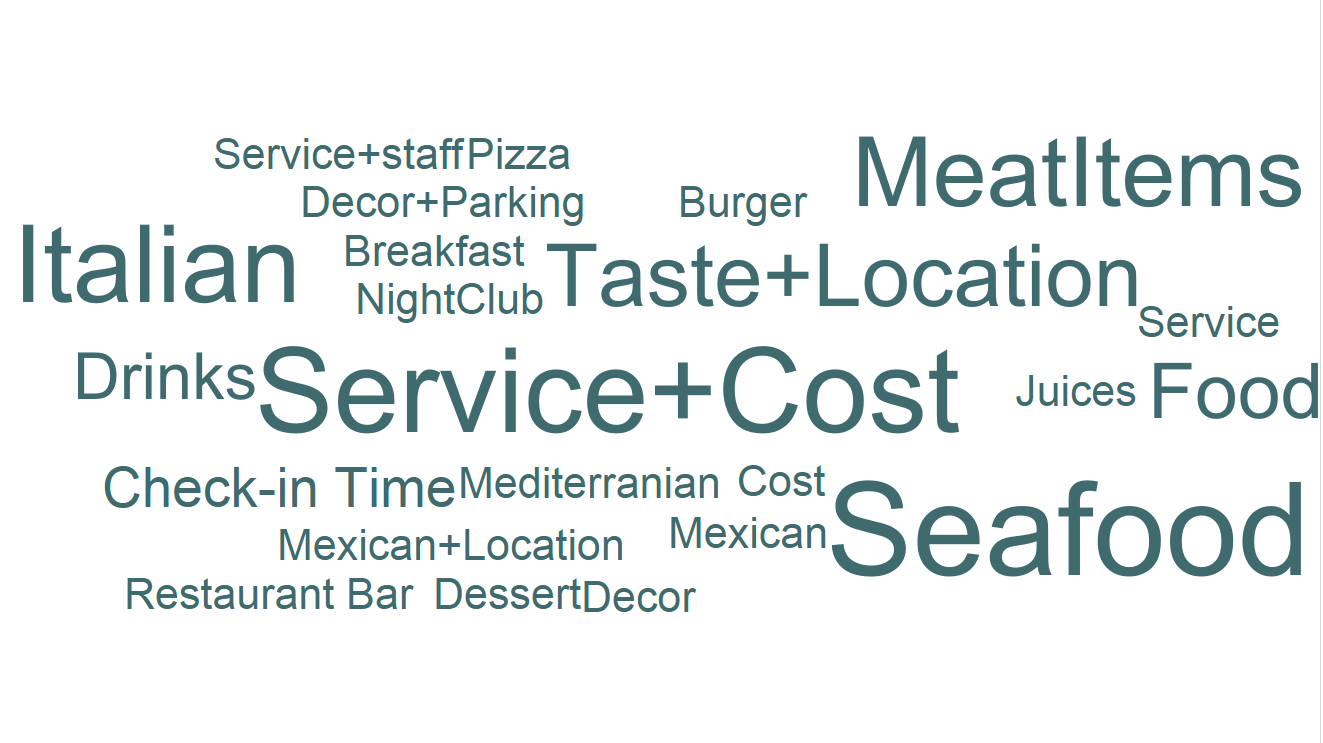 Service+staff Pizza MeatItems
Decor+Parking Burger
Italian Breakfast Taste+Location
NightClub Service
Drinks Service+Cost Juices Food
Check-in Time Mediterranian Cost Seafood
Mexican+Location Mexican
Restaurant Bar Dessert Decor